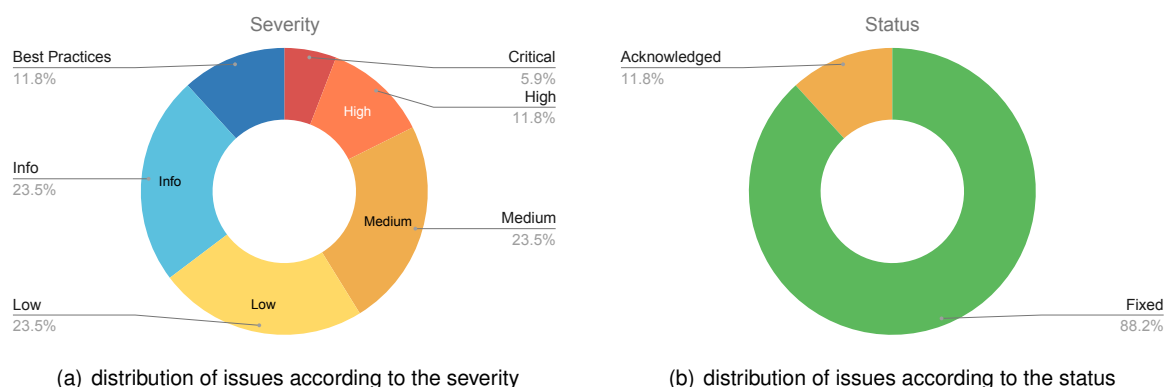 Severity
Best Practices
11.8%
Critical
5.9%
High
11.8%
High
Info
23.5%
Info
Medium
Medium
23.5%
Low
23.5%
Low
(a) distribution of issues according to the severity
Status
Acknowledged
11.8%
Fixed
88.2%
(b) distribution of issues according to the status